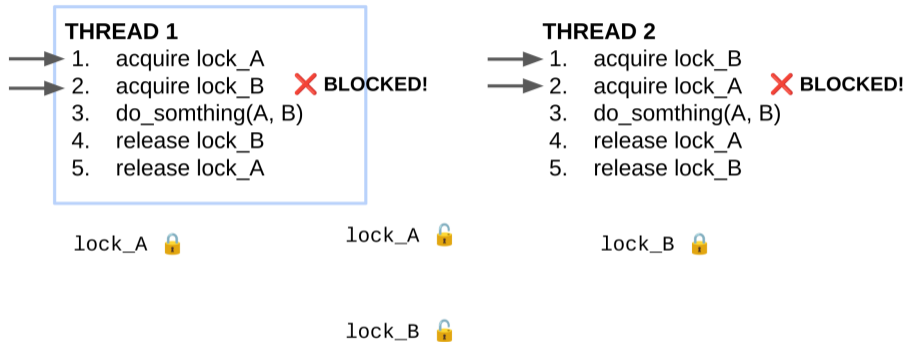 THREAD 1
1. acquire lock_A
2. acquire lock_B ❌ BLOCKED!
3. do_somthing(A, B)
4. release lock_B
5. release lock_A
THREAD 2
1. acquire lock_B
2. acquire lock_A ❌ BLOCKED!
3. do_somthing(A, B)
4. release lock_A
5. release lock_B
lock_A 🔒
lock_A 🔓
lock_B 🔒
lock_B 🔓